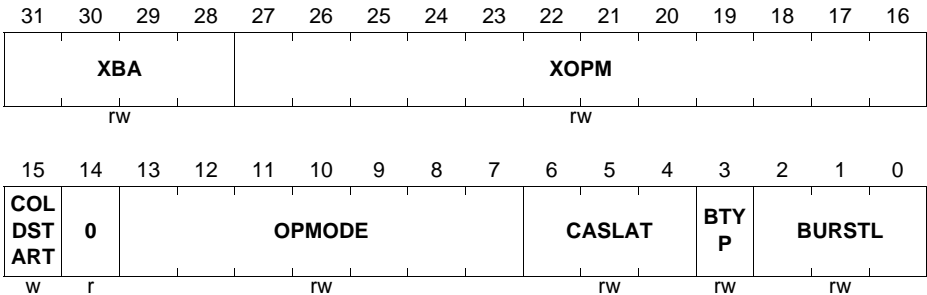 31 30 29 28 27 26 25 24 23 22 21 20 19 18 17 16
XBA XOPM
rw rw
15 14 13 12 11 10 9 8 7 6 5 4 3 2 1 0
COL
DST
ART
0
OPMODE
CASLAT
BTY
P
BURSTL
w r rw rw rw rw